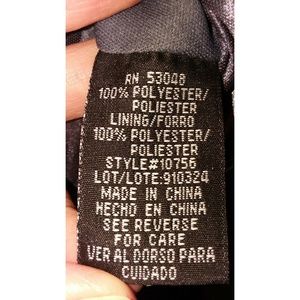 RN 53048
100% POLYESTER/
POLIESTER
LINING/FORRO
100% POLYESTER/
POLIESTER
STYLE#10756
LOT/LOTE:910324
MADE IN CHINA
HECHO EN CHINA
SEE REVERSE
FOR CARE
VER AL DORSO PARA
CUIDADO